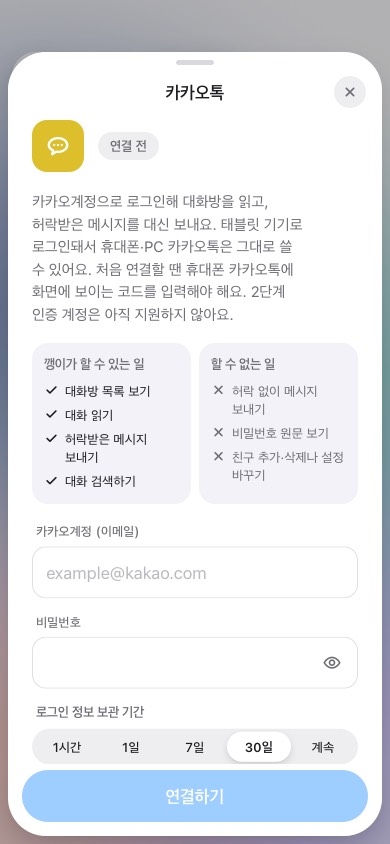 카카오톡
연결 전
카카오계정으로 로그인해 대화방을 읽고,
허락받은 메시지를 대신 보내요. 태블릿 기기로
로그인돼서 휴대폰·PC 카카오톡은 그대로 쓸
수 있어요. 처음 연결할 땐 휴대폰 카카오톡에
화면에 보이는 코드를 입력해야 해요. 2단계
인증 계정은 아직 지원하지 않아요.
깽이가 할 수 있는 일
대화방 목록 보기
대화 읽기
허락받은 메시지
보내기
대화 검색하기
할 수 없는 일
허락 없이 메시지
보내기
비밀번호 원문 보기
친구 추가·삭제나 설정
바꾸기
카카오계정 (이메일)
example@kakao.com
비밀번호
로그인 정보 보관 기간
1시간 1일 7일 30일 계속
연결하기